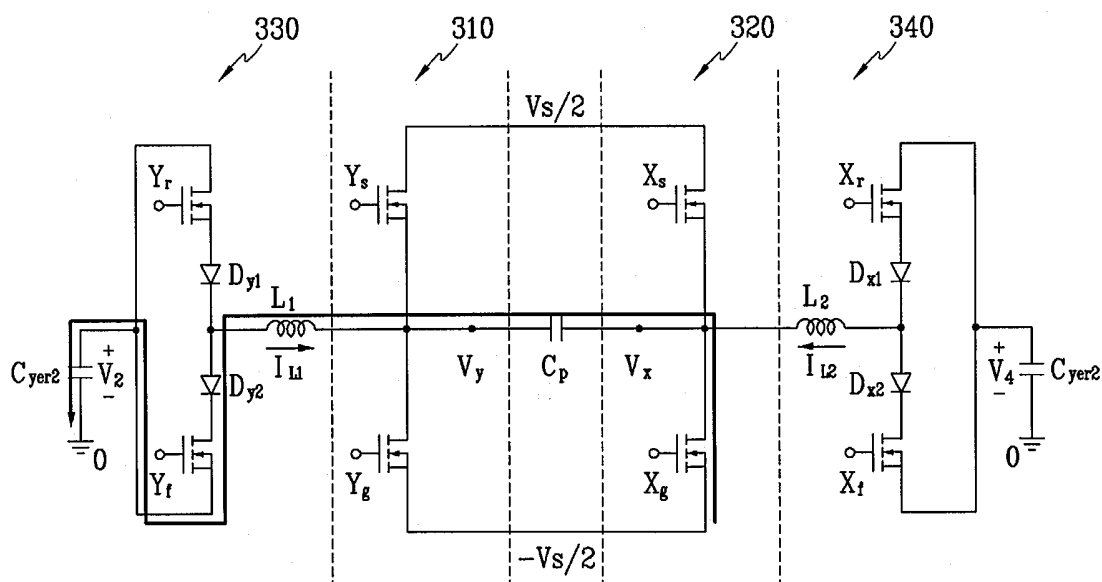 330 310 320 340
Vs/2
Yr Ys Xs Xr
Dy1 Dx1
L1 L2
Cyer2 + V2 - IL1 Vy Cp Vx IL2 + V4 - Cyer2
Dy2 Dx2
0 0
Yf Yg Xg Xf
-Vs/2